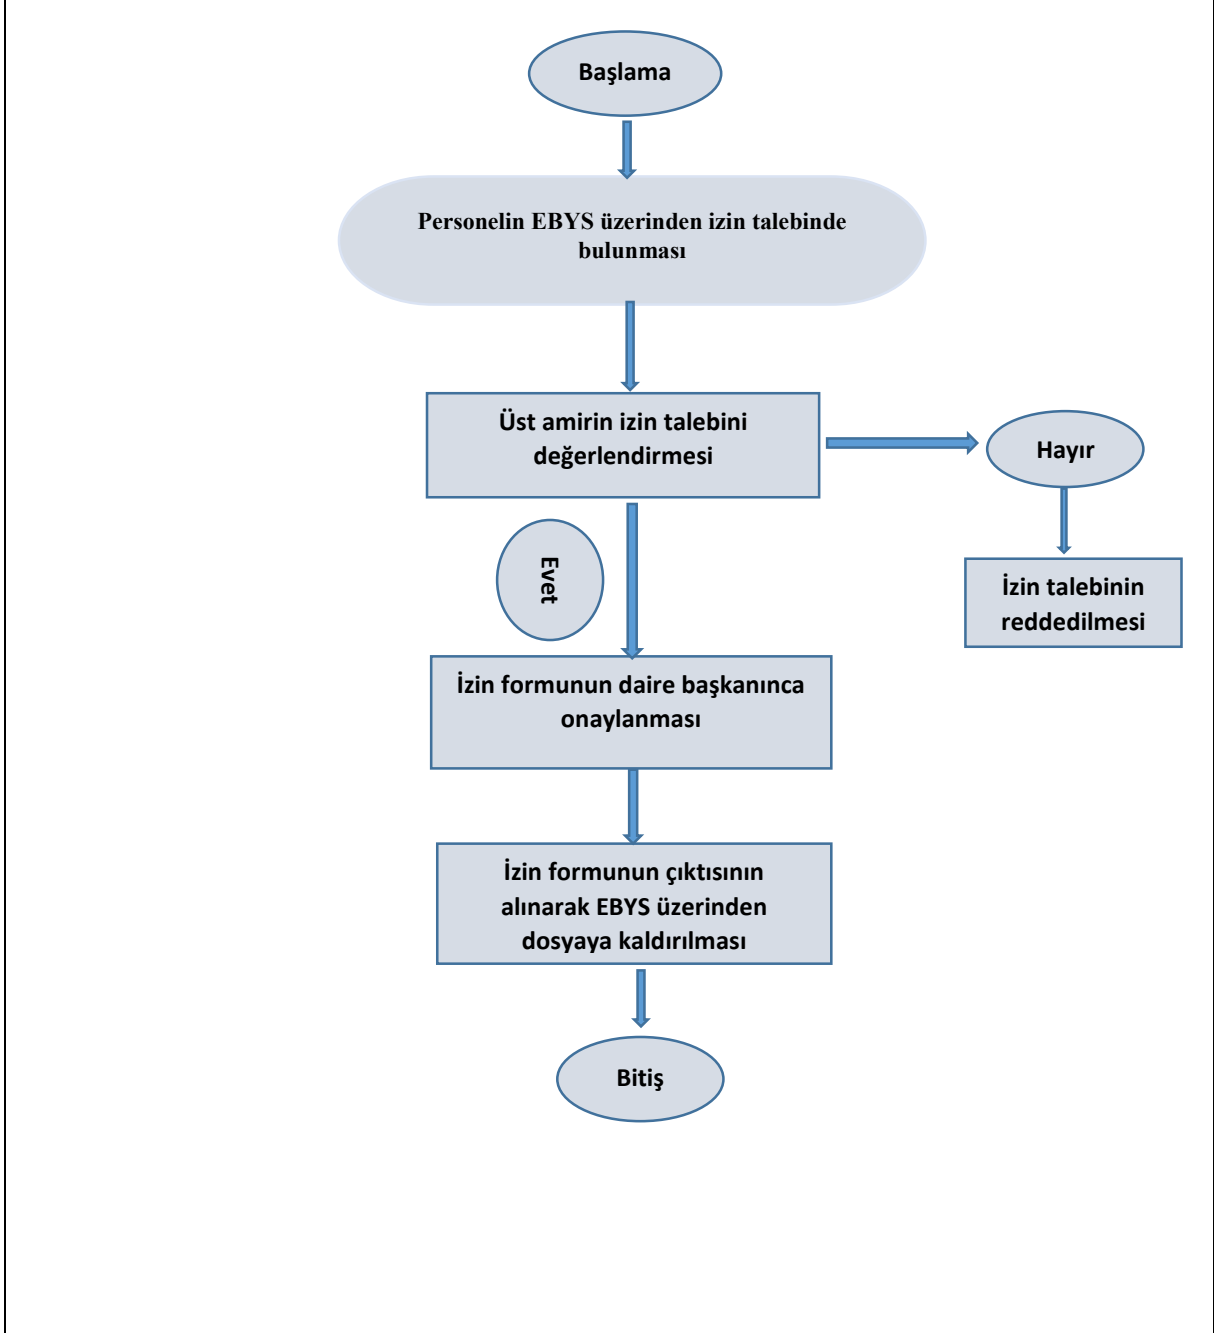 Başlama
Personelin EBYS üzerinden izin talebinde
bulunması
Üst amirin izin talebini
değerlendirmesi
Hayır
Evet
İzin talebinin
reddedilmesi
İzin formunun daire başkanınca
onaylanması
İzin formunun çıktısının
alınarak EBYS üzerinden
dosyaya kaldırılması
Bitiş